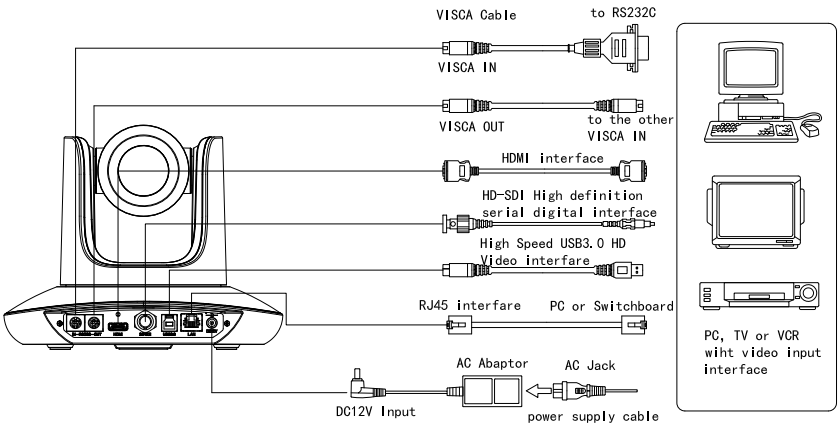 VISCA Cable
to RS232C
VISCA IN
VISCA OUT
to the other
VISCA IN
HDMI interface
HD-SDI High definition
serial digital interface
High Speed USB3.0 HD
Video interfare
RJ45 interfare
PC or Switchboard
AC Abaptor
AC Jack
DC12V Input
power supply cable
PC, TV or VCR
wiht video input
interface